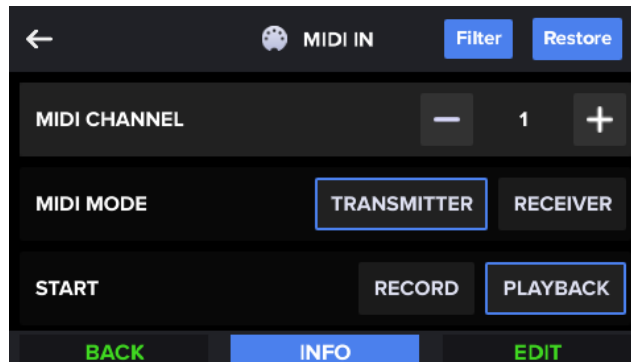 MIDI IN Filter Restore
MIDI CHANNEL 1
MIDI MODE TRANSMITTER RECEIVER
START RECORD PLAYBACK
BACK INFO EDIT